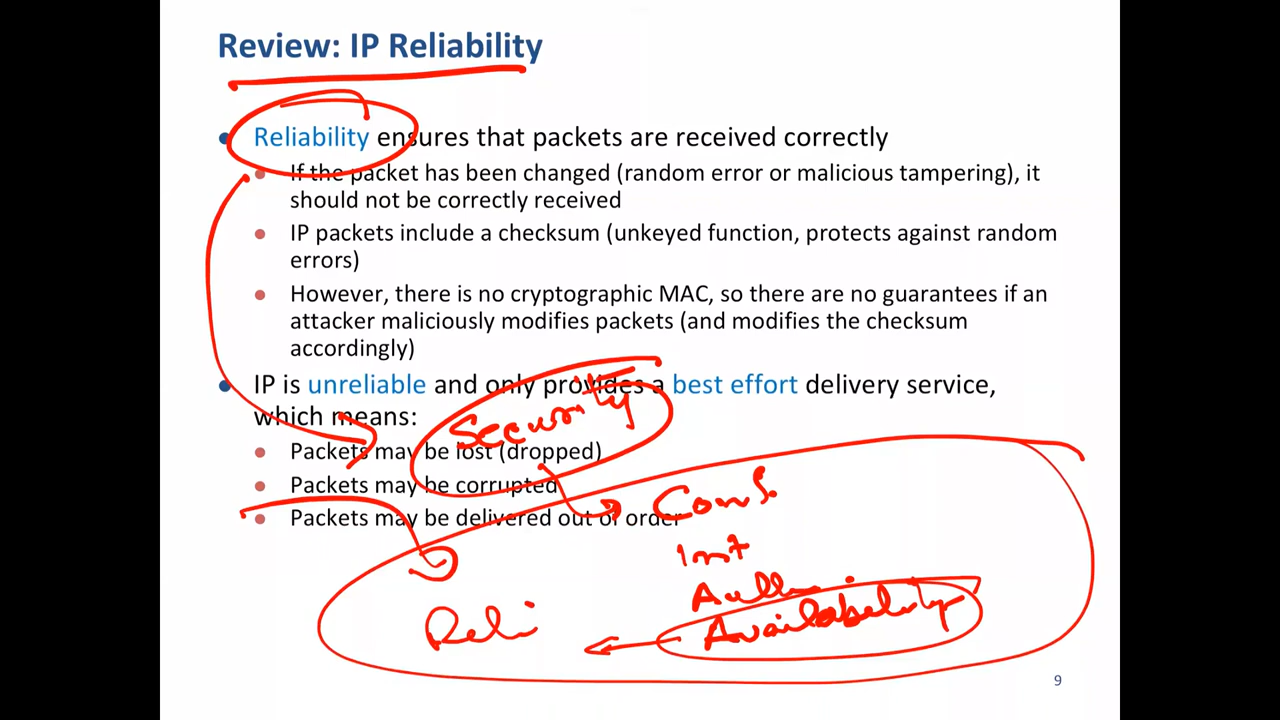 Review: IP Reliability
Reliability ensures that packets are received correctly
If the packet has been changed (random error or malicious tampering), it
should not be correctly received
IP packets include a checksum (unkeyed function, protects against random
errors)
However, there is no cryptographic MAC, so there are no guarantees if an
attacker maliciously modifies packets (and modifies the checksum
accordingly)
IP is unreliable and only provides a best effort delivery service,
which means:
Security
Packets may be lost (dropped)
Packets may be corrupted
Conf.
Packets may be delivered out of order
Int
Auth
Reli
Availability
9